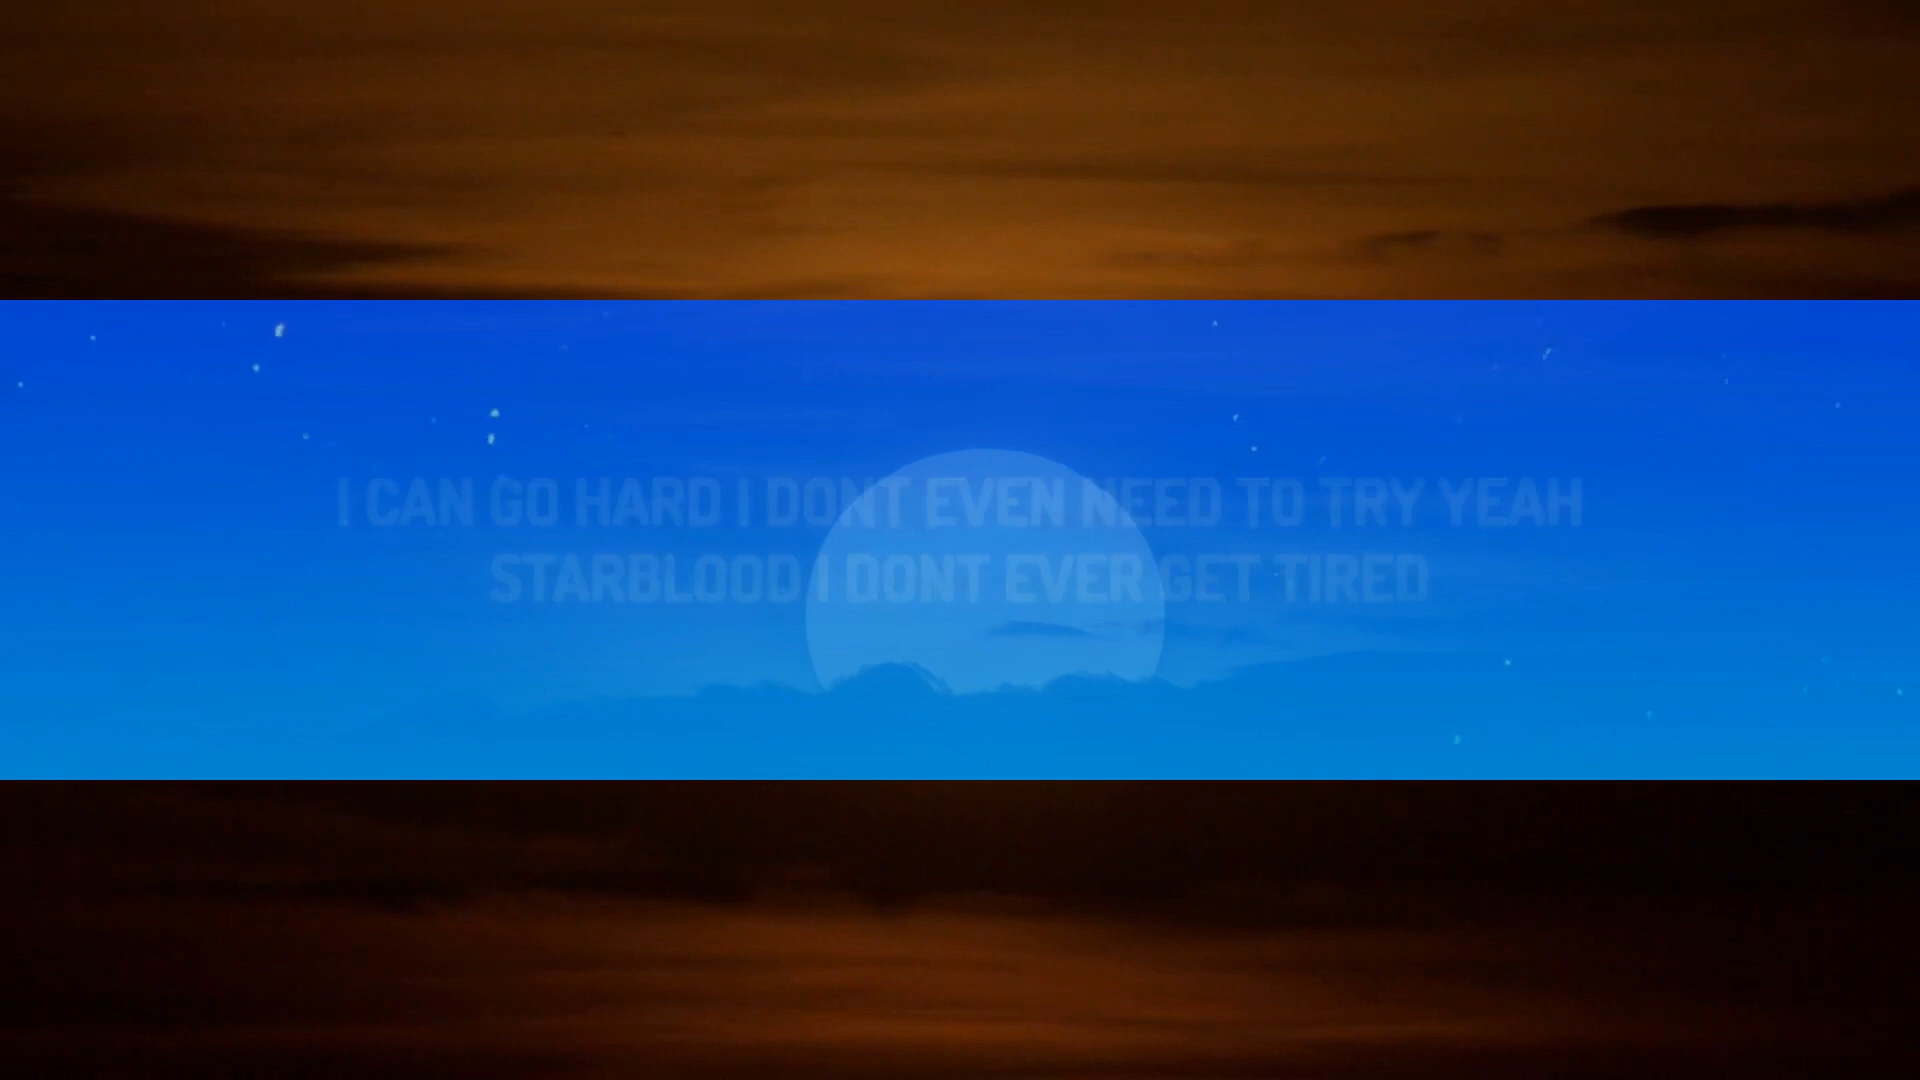 I CAN GO HARD I DONT EVEN NEED TO TRY YEAH
STARBLOOD I DONT EVER GET TIRED